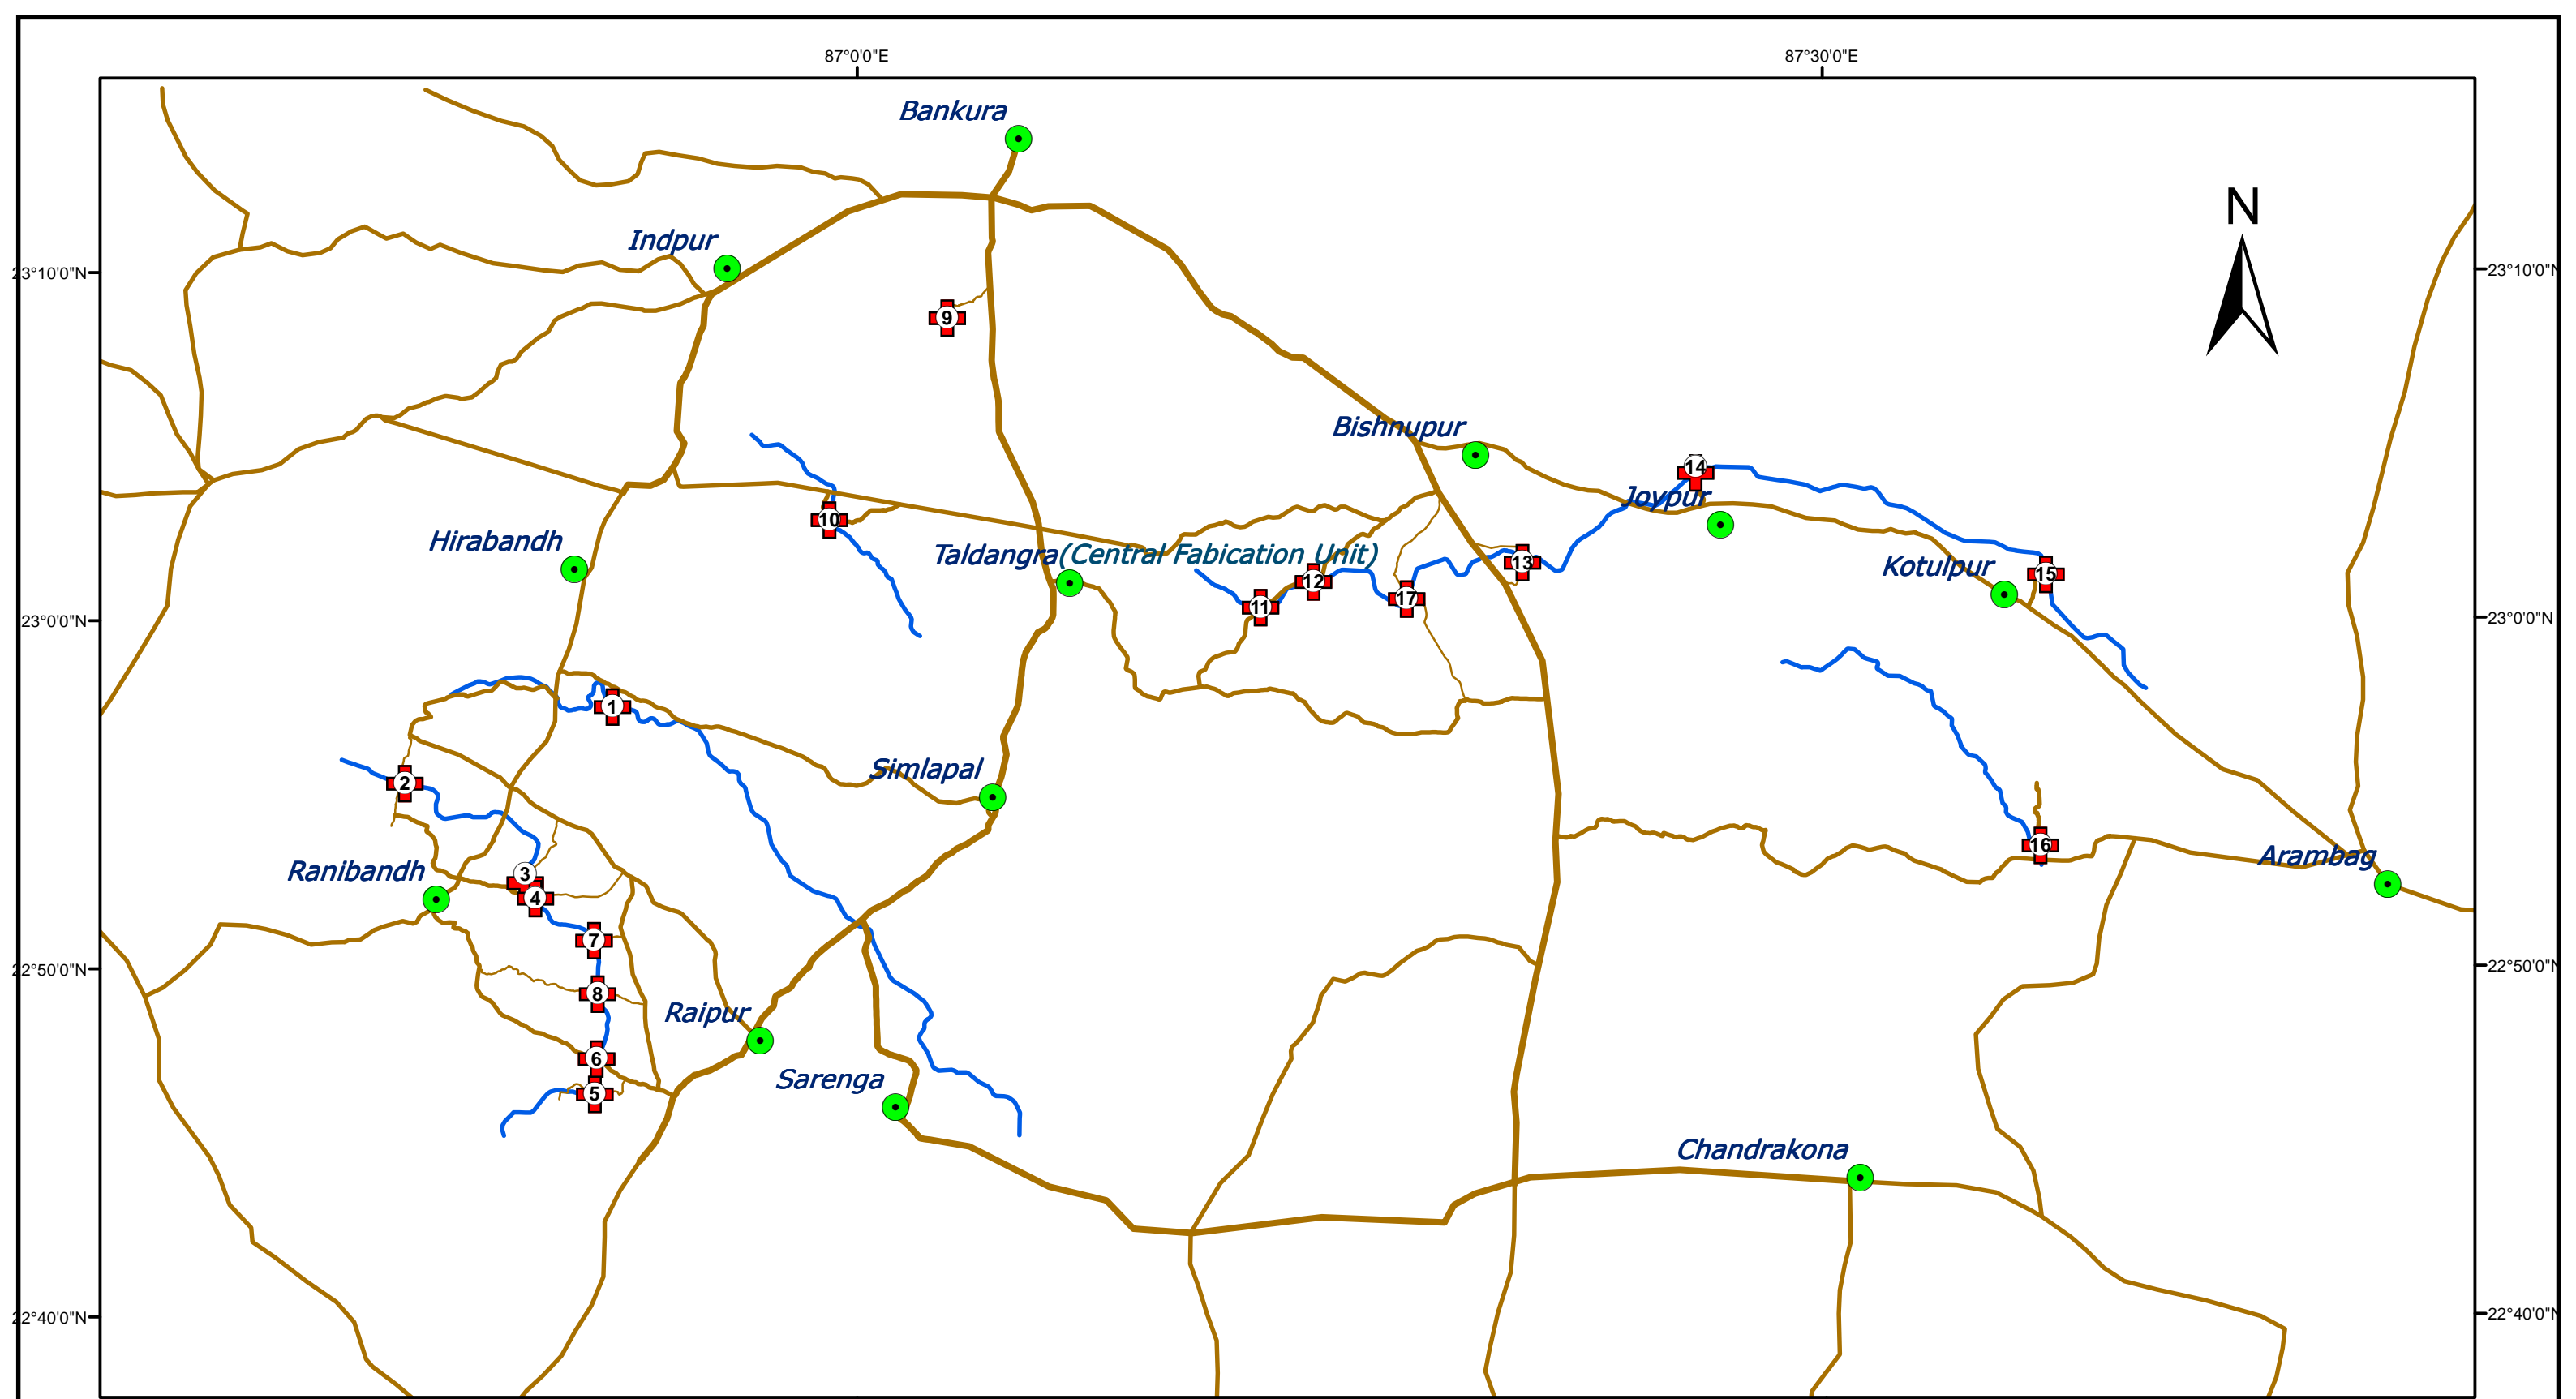 87°0'0"E
87°30'0"E
Bankura
N
Indpur
23°10'0"N
23°10'0"N
9
Bishnupur
14
Joypur
10
Hirabandh
Taldangra(Central Fabication Unit)
13
Kotulpur
15
12
17
11
23°0'0"N
23°0'0"N
1
Simlapal
2
16
Arambag
Ranibandh
3
4
7
22°50'0"N
22°50'0"N
8
Raipur
6
Sarenga
5
Chandrakona
22°40'0"N
22°40'0"N